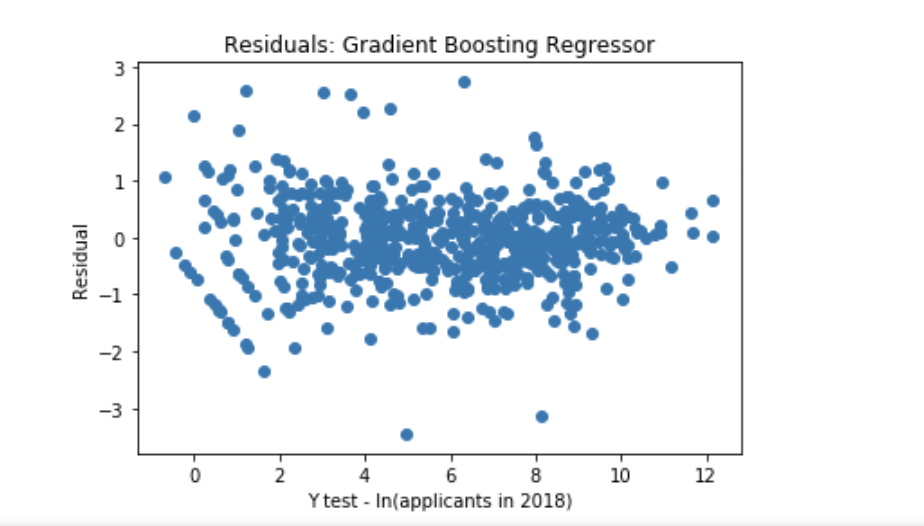 Residuals: Gradient Boosting Regressor
3
2
1
0
−1
−2
−3
Residual
0 2 4 6 8 10 12
Y test - ln(applicants in 2018)